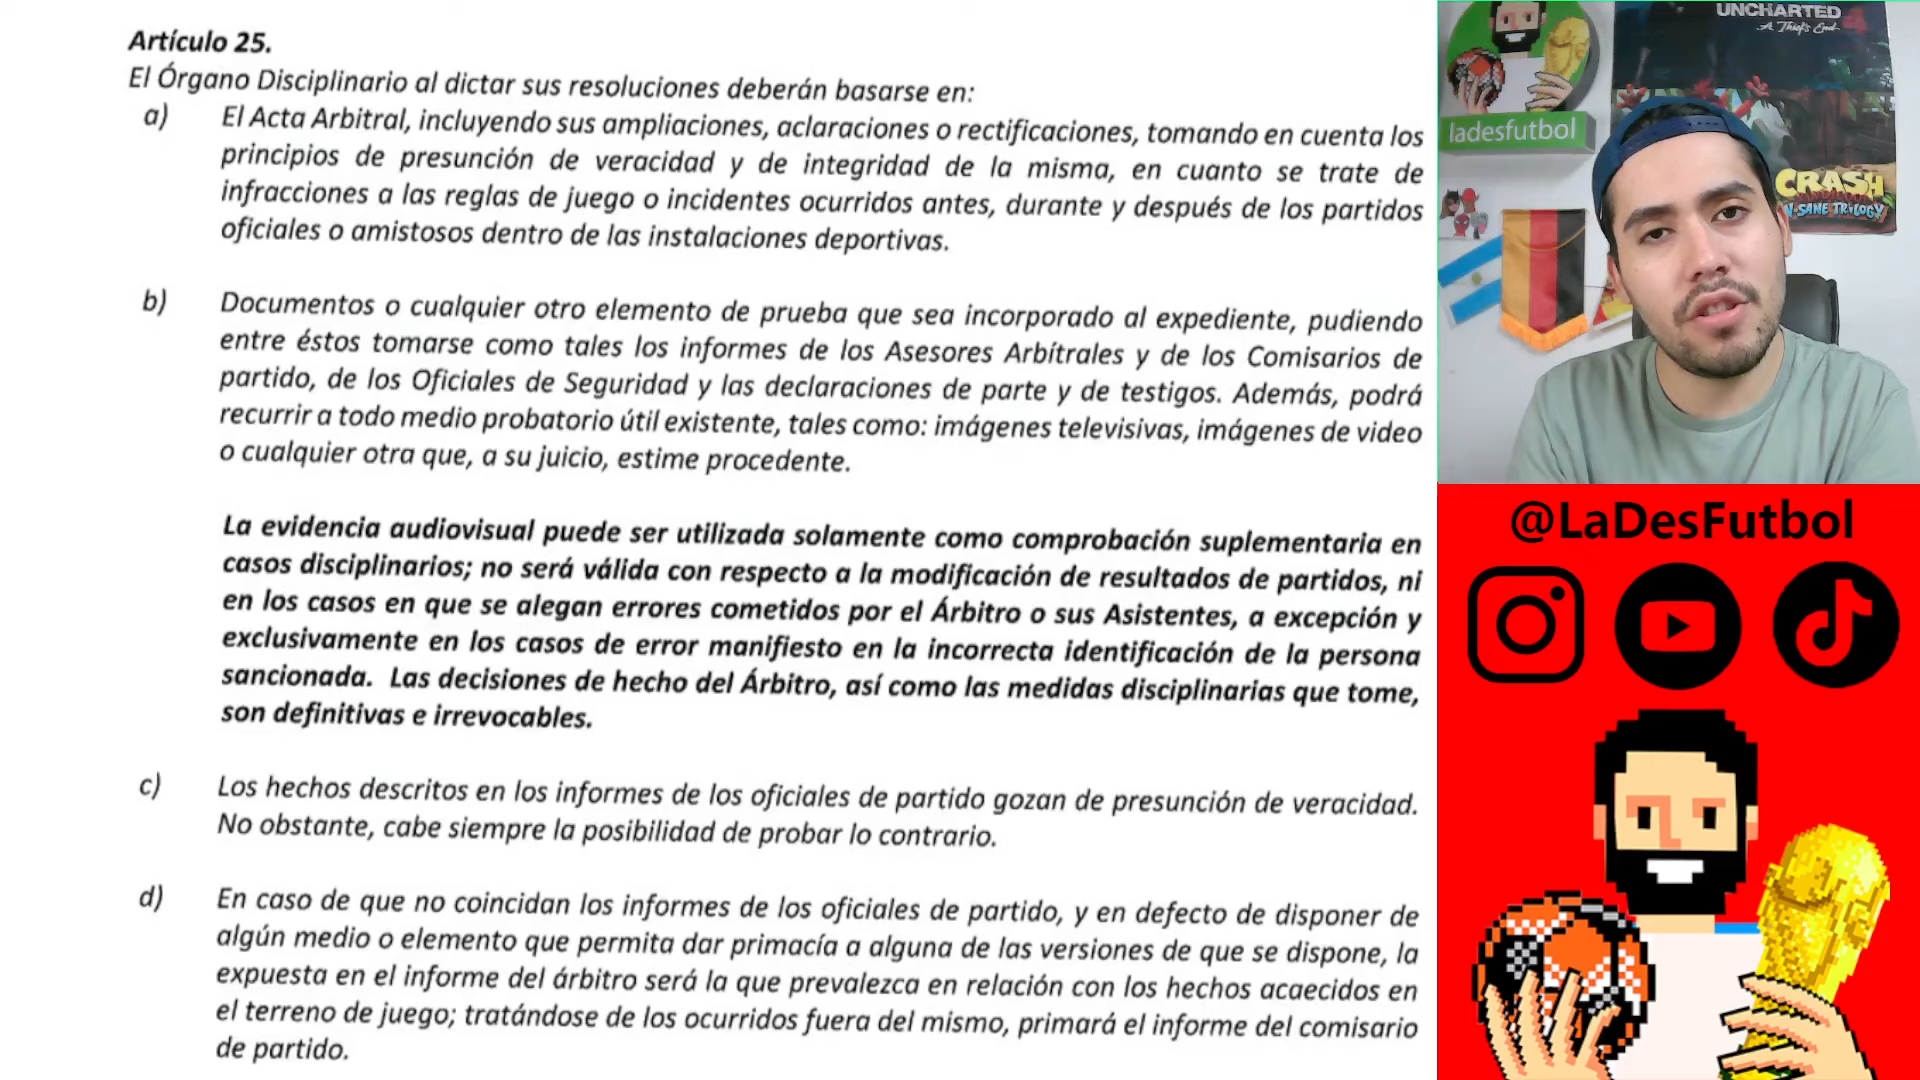 Artículo 25.
El Órgano Disciplinario al dictar sus resoluciones deberán basarse en:
a) El Acta Arbitral, incluyendo sus ampliaciones, aclaraciones o rectificaciones, tomando en cuenta los
principios de presunción de veracidad y de integridad de la misma, en cuanto se trate de
infracciones a las reglas de juego o incidentes ocurridos antes, durante y después de los partidos
oficiales o amistosos dentro de las instalaciones deportivas.
b) Documentos o cualquier otro elemento de prueba que sea incorporado al expediente, pudiendo
entre éstos tomarse como tales los informes de los Asesores Arbítrales y de los Comisarios de
partido, de los Oficiales de Seguridad y las declaraciones de parte y de testigos. Además, podrá
recurrir a todo medio probatorio útil existente, tales como: imágenes televisivas, imágenes de video
o cualquier otra que, a su juicio, estime procedente.
La evidencia audiovisual puede ser utilizada solamente como comprobación suplementaria en
casos disciplinarios; no será válida con respecto a la modificación de resultados de partidos, ni
en los casos en que se alegan errores cometidos por el Árbitro o sus Asistentes, a excepción y
exclusivamente en los casos de error manifiesto en la incorrecta identificación de la persona
sancionada. Las decisiones de hecho del Árbitro, así como las medidas disciplinarias que tome,
son definitivas e irrevocables.
c) Los hechos descritos en los informes de los oficiales de partido gozan de presunción de veracidad.
No obstante, cabe siempre la posibilidad de probar lo contrario.
d) En caso de que no coincidan los informes de los oficiales de partido, y en defecto de disponer de
algún medio o elemento que permita dar primacía a alguna de las versiones de que se dispone, la
expuesta en el informe del árbitro será la que prevalezca en relación con los hechos acaecidos en
el terreno de juego; tratándose de los ocurridos fuera del mismo, primará el informe del comisario
de partido.
UNCHARTED
A Thief's End
ladesfutbol
CRASH
N·SANE TRILOGY
@LaDesFutbol